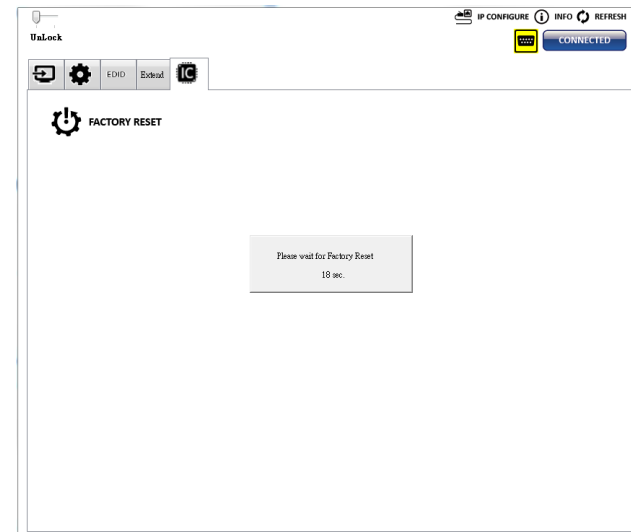 IP CONFIGURE INFO REFRESH
UnLock
CONNECTED
EDID Extend IC
FACTORY RESET
Please wait for Factory Reset
18 sec.